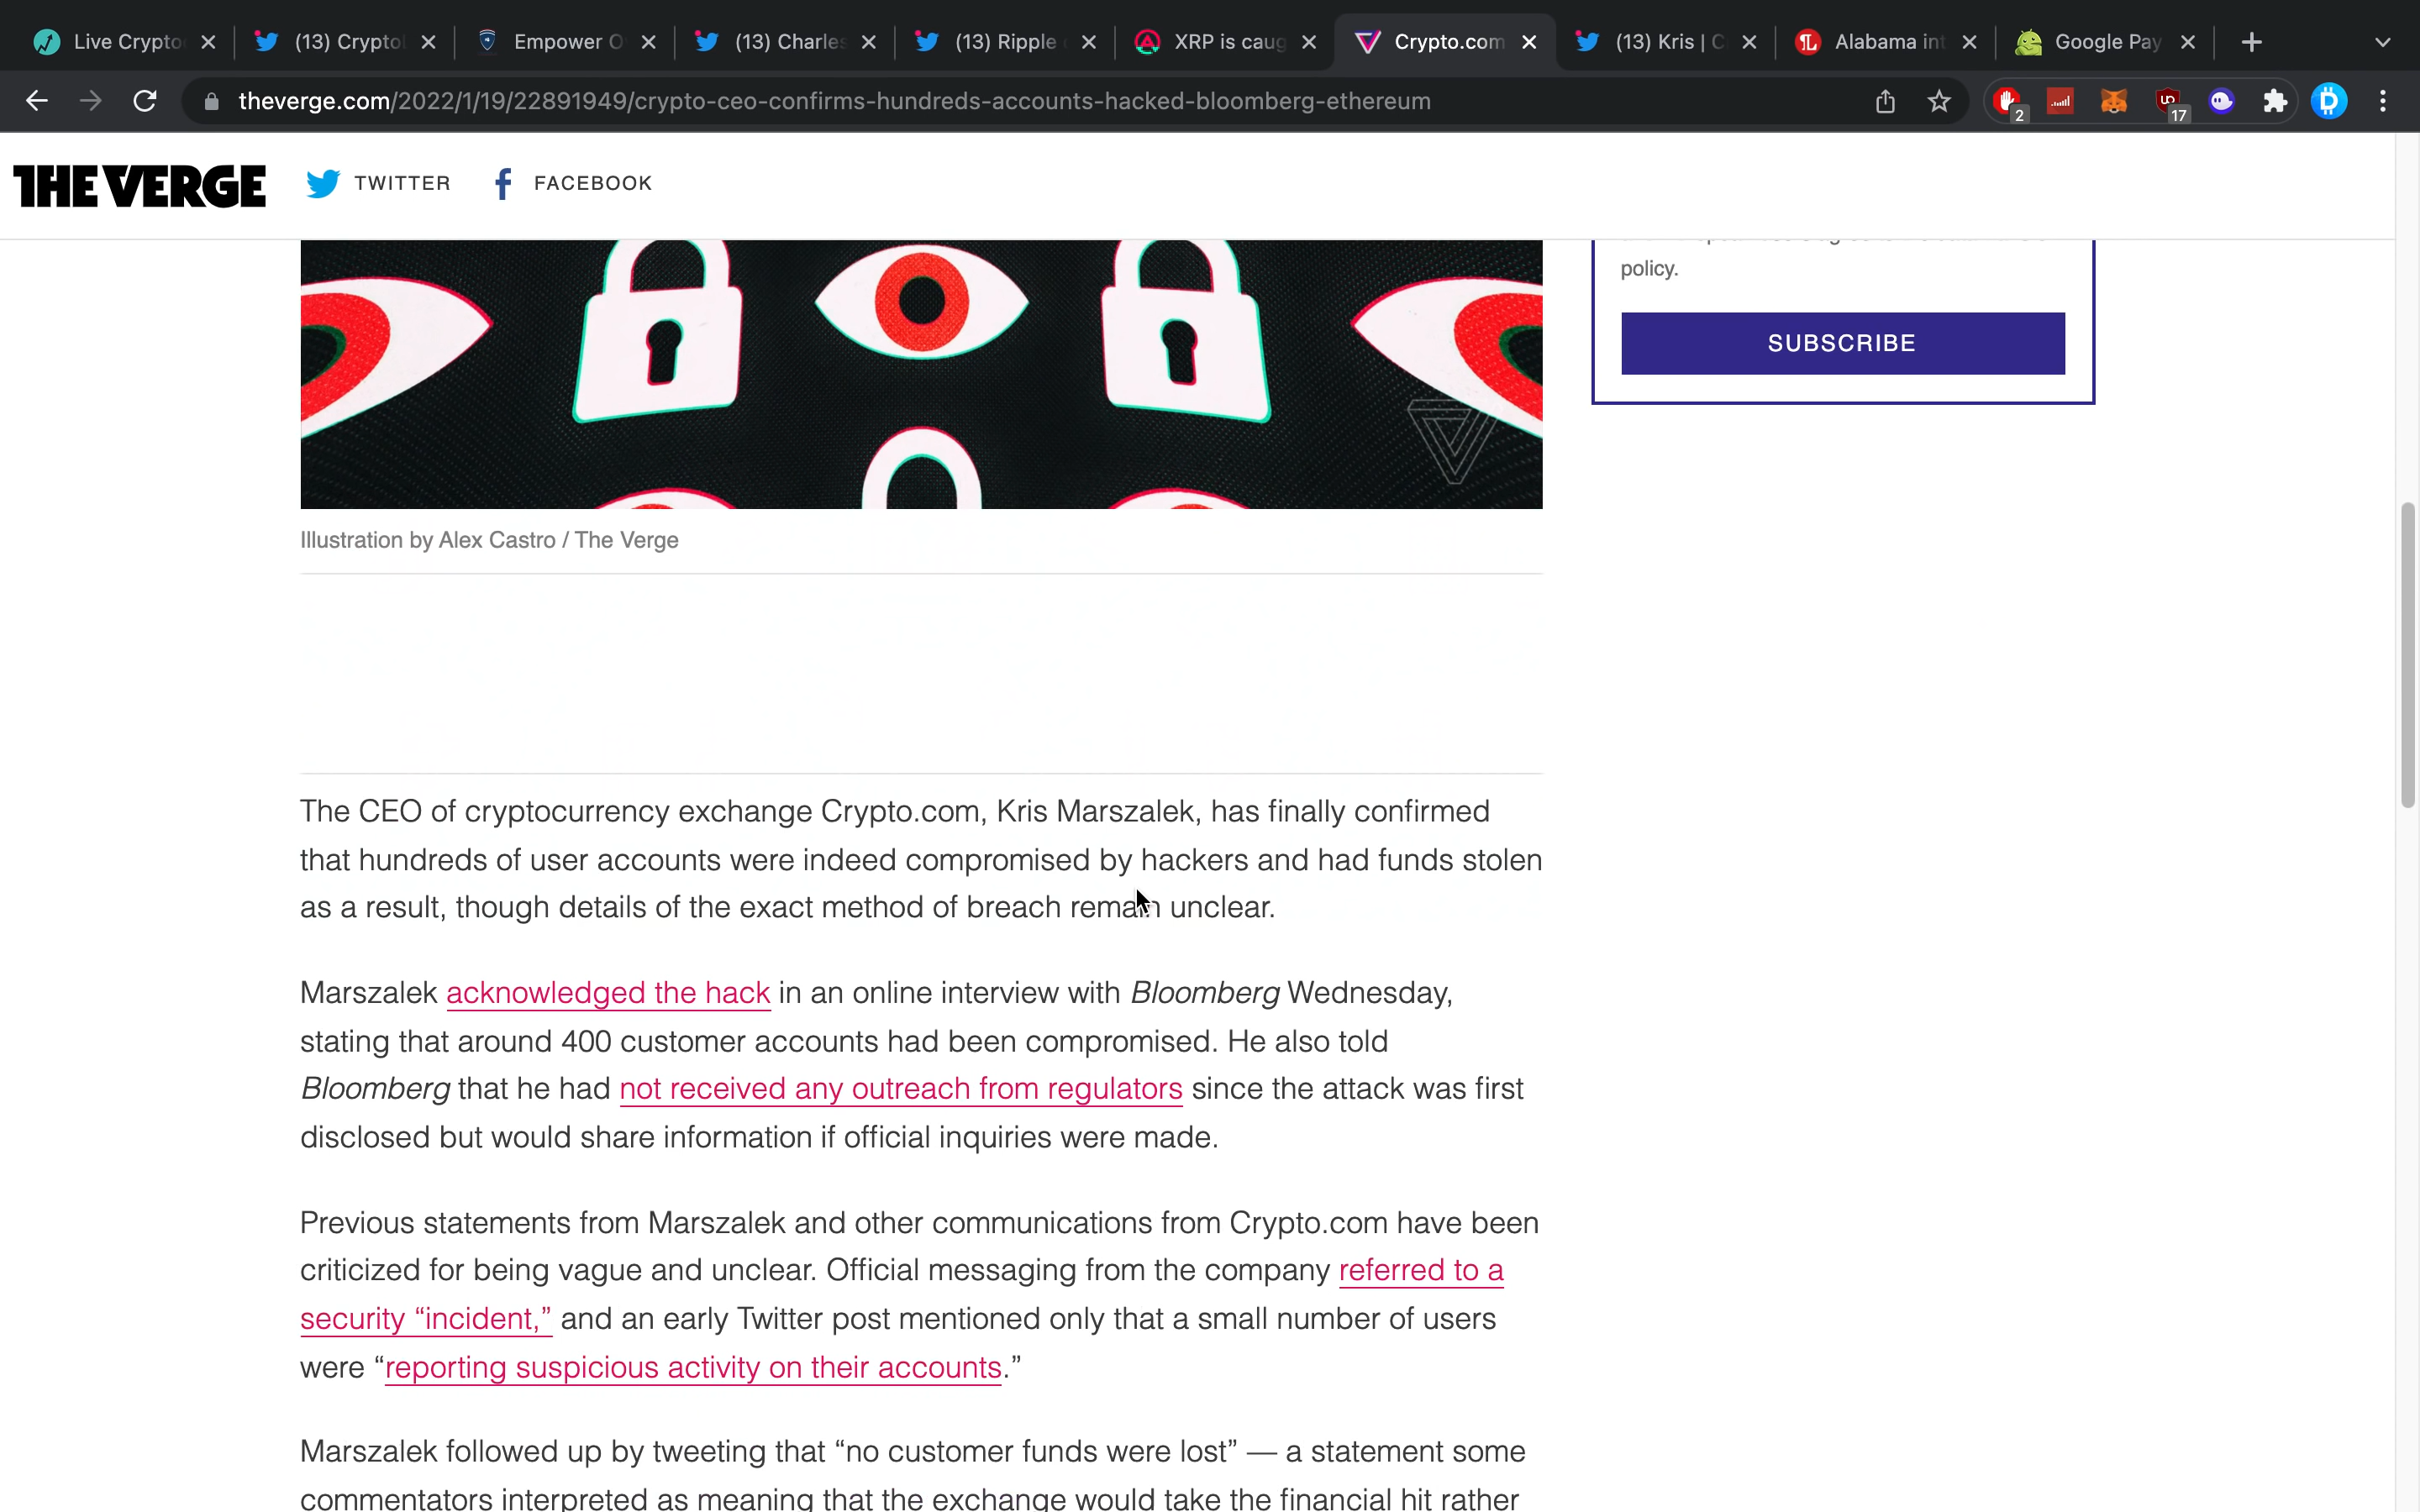 Live Crypto
(13) Crypto
Empower O
(13) Charles
(13) Ripple
XRP is caug
Crypto.com
(13) Kris | C
Alabama int
Google Pay
theverge.com/2022/1/19/22891949/crypto-ceo-confirms-hundreds-accounts-hacked-bloomberg-ethereum
2
17
THE VERGE
TWITTER
FACEBOOK
policy.
SUBSCRIBE
Illustration by Alex Castro / The Verge
The CEO of cryptocurrency exchange Crypto.com, Kris Marszalek, has finally confirmed
that hundreds of user accounts were indeed compromised by hackers and had funds stolen
as a result, though details of the exact method of breach remain unclear.
Marszalek acknowledged the hack in an online interview with Bloomberg Wednesday,
stating that around 400 customer accounts had been compromised. He also told
Bloomberg that he had not received any outreach from regulators since the attack was first
disclosed but would share information if official inquiries were made.
Previous statements from Marszalek and other communications from Crypto.com have been
criticized for being vague and unclear. Official messaging from the company referred to a
security “incident,” and an early Twitter post mentioned only that a small number of users
were “reporting suspicious activity on their accounts.”
Marszalek followed up by tweeting that “no customer funds were lost” — a statement some
commentators interpreted as meaning that the exchange would take the financial hit rather